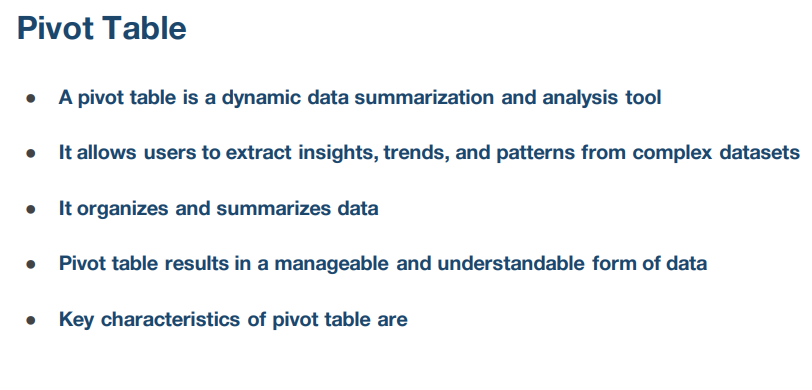 Pivot Table
● A pivot table is a dynamic data summarization and analysis tool
● It allows users to extract insights, trends, and patterns from complex datasets
● It organizes and summarizes data
● Pivot table results in a manageable and understandable form of data
● Key characteristics of pivot table are